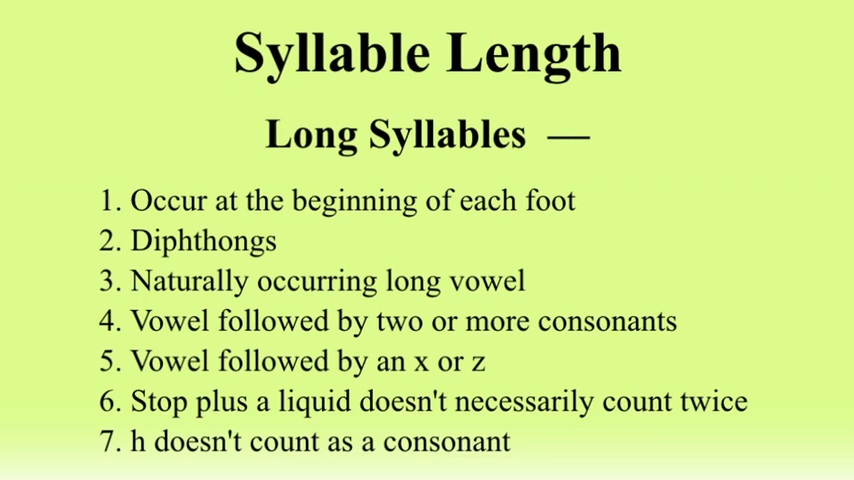 Syllable Length
Long Syllables —
1. Occur at the beginning of each foot
2. Diphthongs
3. Naturally occurring long vowel
4. Vowel followed by two or more consonants
5. Vowel followed by an x or z
6. Stop plus a liquid doesn't necessarily count twice
7. h doesn't count as a consonant